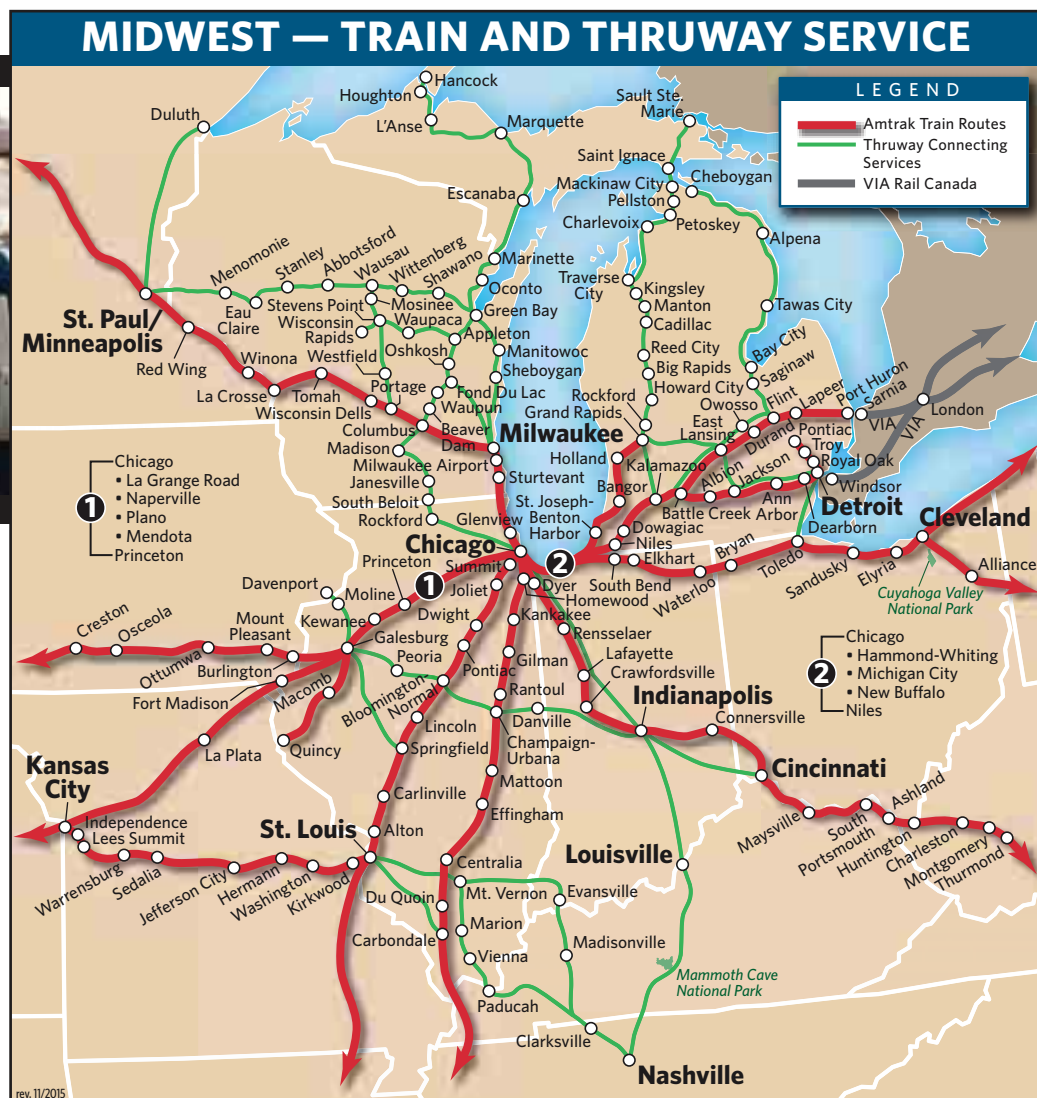 MIDWEST — TRAIN AND THRUWAY SERVICE
LEGEND
Amtrak Train Routes
Thruway Connecting
Services
VIA Rail Canada
Hancock
Houghton
L'Anse
Marquette
Duluth
Sault Ste.
Marie
Saint Ignace
Mackinaw City
Pellston
Cheboygan
Charlevoix
Petoskey
Alpena
Escanaba
Menomonie
Stanley
Abbotsford
Wausau
Wittenberg
Shawano
Marinette
Oconto
Eau
Claire
Stevens Point
Mosinee
Waupaca
Green Bay
Wisconsin
Rapids
Appleton
Traverse
City
Kingsley
Manton
Cadillac
Tawas City
St. Paul/
Minneapolis
Red Wing
Winona
La Crosse
Tomah
Westfield
Oshkosh
Manitowoc
Sheboygan
Portage
Fond Du Lac
Wisconsin Dells
Waupun
Columbus
Beaver
Dam
Milwaukee
Reed City
Big Rapids
Howard City
Bay City
Saginaw
Rockford
Grand Rapids
Owosso
Flint
Lapeer
Port Huron
Sarnia
East
Lansing
Durand
VIA
VIA
London
Madison
Milwaukee Airport
Janesville
Sturtevant
South Beloit
Rockford
Glenview
Holland
Kalamazoo
Bangor
Albion
Jackson
Pontiac
Troy
Royal Oak
Windsor
Detroit
St. Joseph-
Benton
Harbor
Battle Creek
Ann
Arbor
Dearborn
Dowagiac
Niles
Elkhart
South Bend
Waterloo
Bryan
Toledo
Sandusky
Elyria
Cleveland
Alliance
Cuyahoga Valley
National Park
1
Chicago
• La Grange Road
• Naperville
• Plano
• Mendota
Princeton
Chicago
Princeton
1
2
Summit
Joliet
Dyer
Homewood
Davenport
Moline
Kewanee
Dwight
Kankakee
Rensselaer
Creston
Osceola
Ottumwa
Mount
Pleasant
Burlington
Galesburg
Peoria
Pontiac
Gilman
Lafayette
Crawfordsville
Fort Madison
Macomb
Bloomington-
Normal
Rantoul
Danville
Indianapolis
Connersville
2
Chicago
• Hammond-Whiting
• Michigan City
• New Buffalo
Niles
La Plata
Quincy
Lincoln
Springfield
Champaign-
Urbana
Cincinnati
Kansas
City
Carlinville
Mattoon
Effingham
Maysville
South
Portsmouth
Ashland
Huntington
Charleston
Montgomery
Thurmond
Independence
Lees Summit
Warrensburg
Sedalia
Jefferson City
Hermann
Washington
Kirkwood
St. Louis
Alton
Centralia
Louisville
Du Quoin
Mt. Vernon
Evansville
Carbondale
Marion
Vienna
Madisonville
Paducah
Mammoth Cave
National Park
Clarksville
Nashville
rev. 11/2015